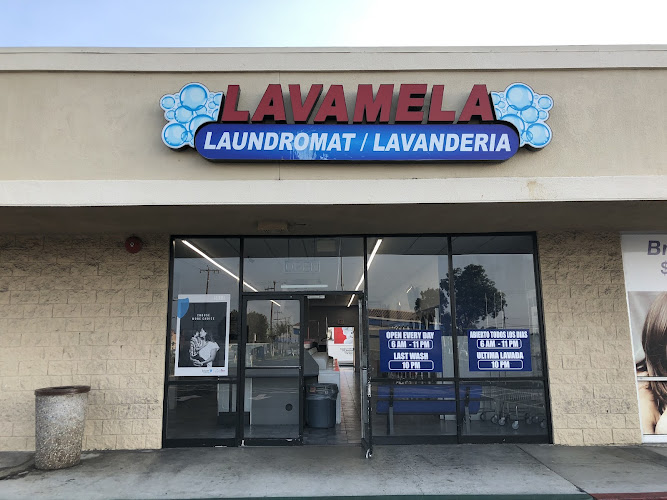 LAVAMELA
LAUNDROMAT / LAVANDERIA
OPEN EVERY DAY
6 AM - 11 PM
LAST WASH
10 PM
ABIERTO TODOS LOS DIAS
6 AM - 11 PM
ULTIMA LAVADA
10 PM
Br
$